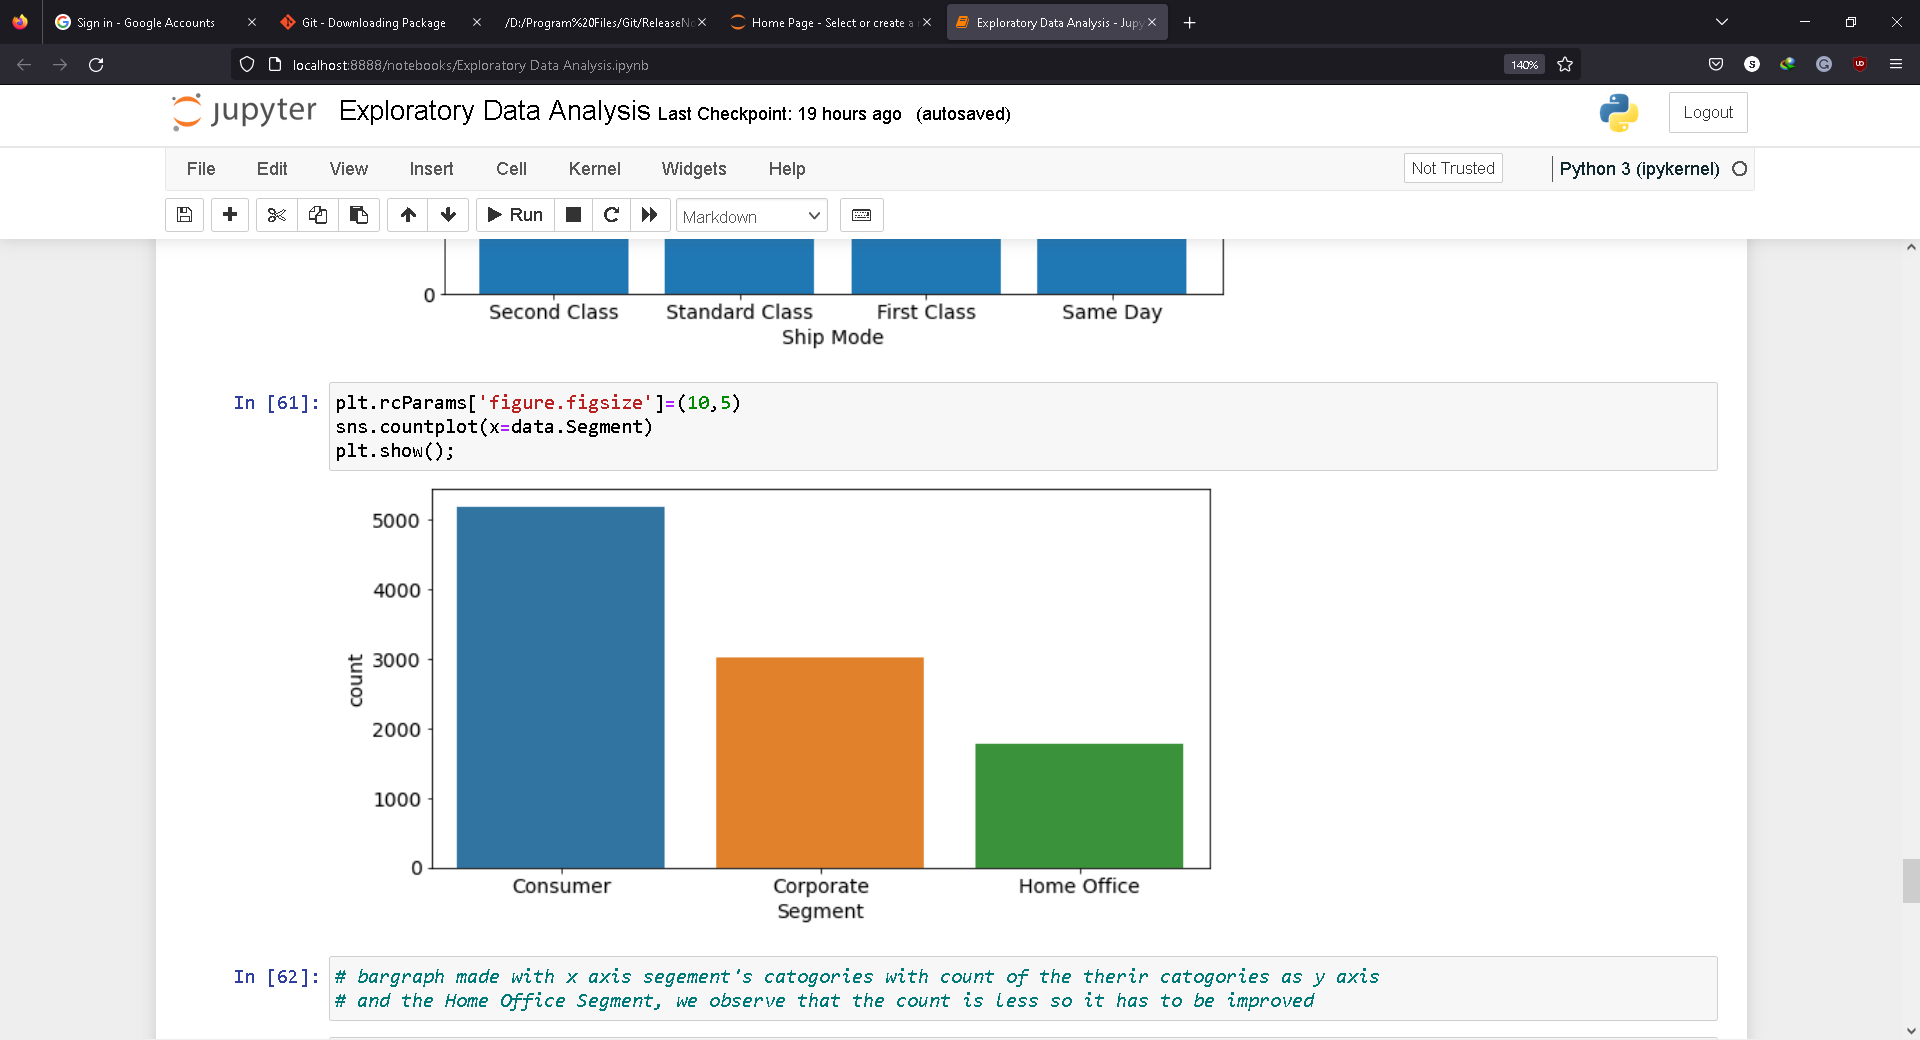 Sign in - Google Accounts
Git - Downloading Package
/D:/Program%20Files/Git/ReleaseNo
Home Page - Select or create a
Exploratory Data Analysis - Jupy
localhost:8888/notebooks/Exploratory Data Analysis.ipynb
140%
S
UD
jupyter Exploratory Data Analysis Last Checkpoint: 19 hours ago (autosaved)
Logout
File Edit View Insert Cell Kernel Widgets Help
Not Trusted
Python 3 (ipykernel)
Run
Markdown
0
Second Class Standard Class First Class Same Day
Ship Mode
In [61]:
plt.rcParams['figure.figsize']=(10,5)
sns.countplot(x=data.Segment)
plt.show();
5000
4000
3000
2000
1000
0
count
Consumer Corporate Home Office
Segment
In [62]:
# bargraph made with x axis segement's catogories with count of the therir catogories as y axis
# and the Home Office Segment, we observe that the count is less so it has to be improved